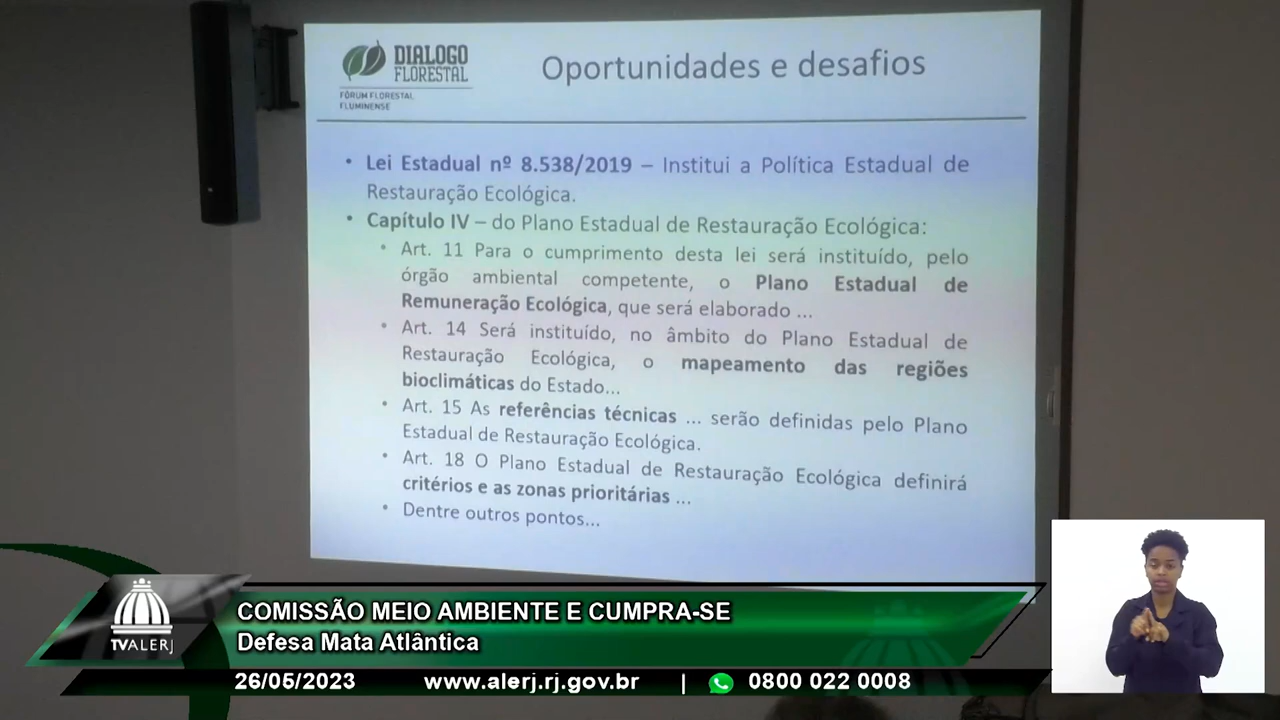 DIALOGO
FLORESTAL
FÓRUM FLORESTAL
FLUMINENSE
Oportunidades e desafios
• Lei Estadual nº 8.538/2019 – Institui a Política Estadual de
Restauração Ecológica.
• Capítulo IV – do Plano Estadual de Restauração Ecológica:
• Art. 11 Para o cumprimento desta lei será instituído, pelo
órgão ambiental competente, o Plano Estadual de
Remuneração Ecológica, que será elaborado ...
• Art. 14 Será instituído, no âmbito do Plano Estadual de
Restauração Ecológica, o mapeamento das regiões
bioclimáticas do Estado...
• Art. 15 As referências técnicas ... serão definidas pelo Plano
Estadual de Restauração Ecológica.
• Art. 18 O Plano Estadual de Restauração Ecológica definirá
critérios e as zonas prioritárias ...
• Dentre outros pontos...
TVALERJ
COMISSÃO MEIO AMBIENTE E CUMPRA-SE
Defesa Mata Atlântica
26/05/2023 www.alerj.rj.gov.br | 0800 022 0008